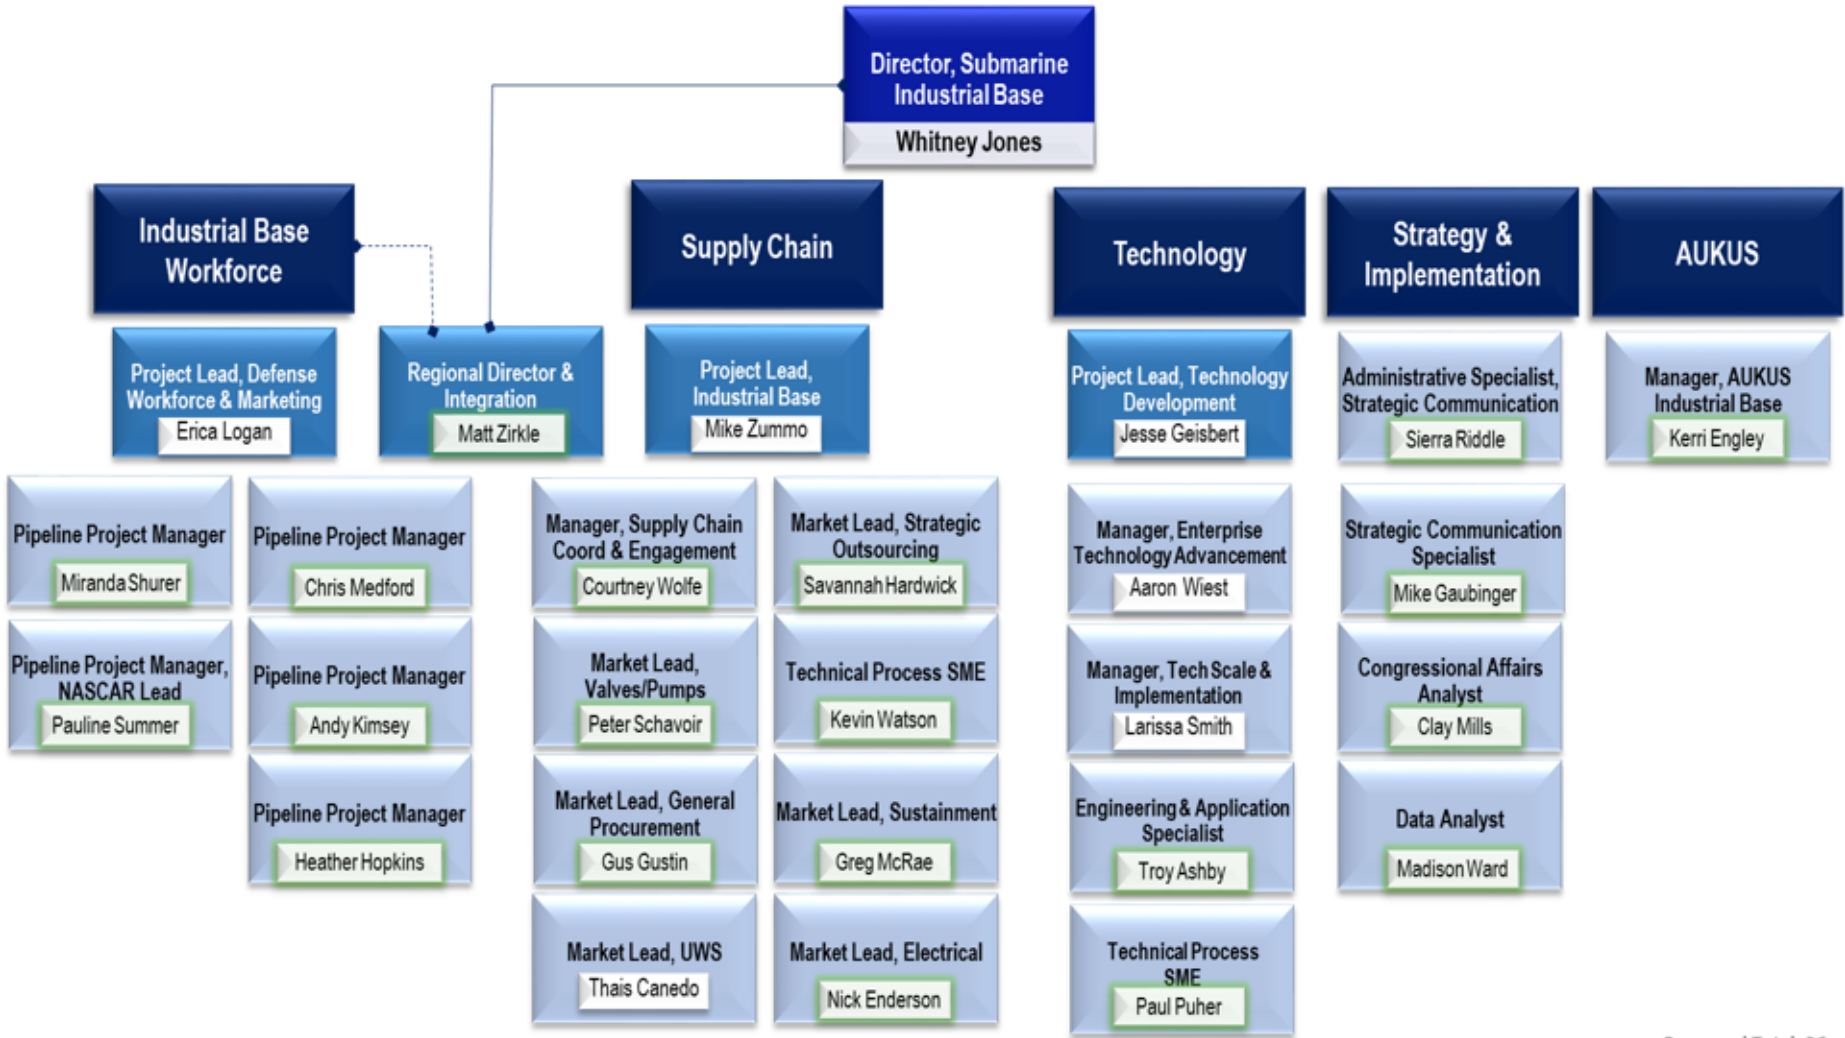 Director, Submarine
Industrial Base
Whitney Jones
Industrial Base
Workforce
Supply Chain
Technology
Strategy &
Implementation
AUKUS
Project Lead, Defense
Workforce & Marketing
Erica Logan
Regional Director &
Integration
Matt Zirkle
Project Lead,
Industrial Base
Mike Zummo
Project Lead, Technology
Development
Jesse Geisbert
Administrative Specialist,
Strategic Communication
Sierra Riddle
Manager, AUKUS
Industrial Base
Kerri Engley
Pipeline Project Manager
Miranda Shurer
Pipeline Project Manager
Chris Medford
Manager, Supply Chain
Coord & Engagement
Courtney Wolfe
Market Lead, Strategic
Outsourcing
Savannah Hardwick
Manager, Enterprise
Technology Advancement
Aaron Wiest
Strategic Communication
Specialist
Mike Gaubinger
Pipeline Project Manager,
NASCAR Lead
Pauline Summer
Pipeline Project Manager
Andy Kimsey
Market Lead,
Valves/Pumps
Peter Schavoir
Technical Process SME
Kevin Watson
Manager, Tech Scale &
Implementation
Larissa Smith
Congressional Affairs
Analyst
Clay Mills
Pipeline Project Manager
Heather Hopkins
Market Lead, General
Procurement
Gus Gustin
Market Lead, Sustainment
Greg McRae
Engineering & Application
Specialist
Troy Ashby
Data Analyst
Madison Ward
Market Lead, UWS
Thais Canedo
Market Lead, Electrical
Nick Enderson
Technical Process
SME
Paul Puher